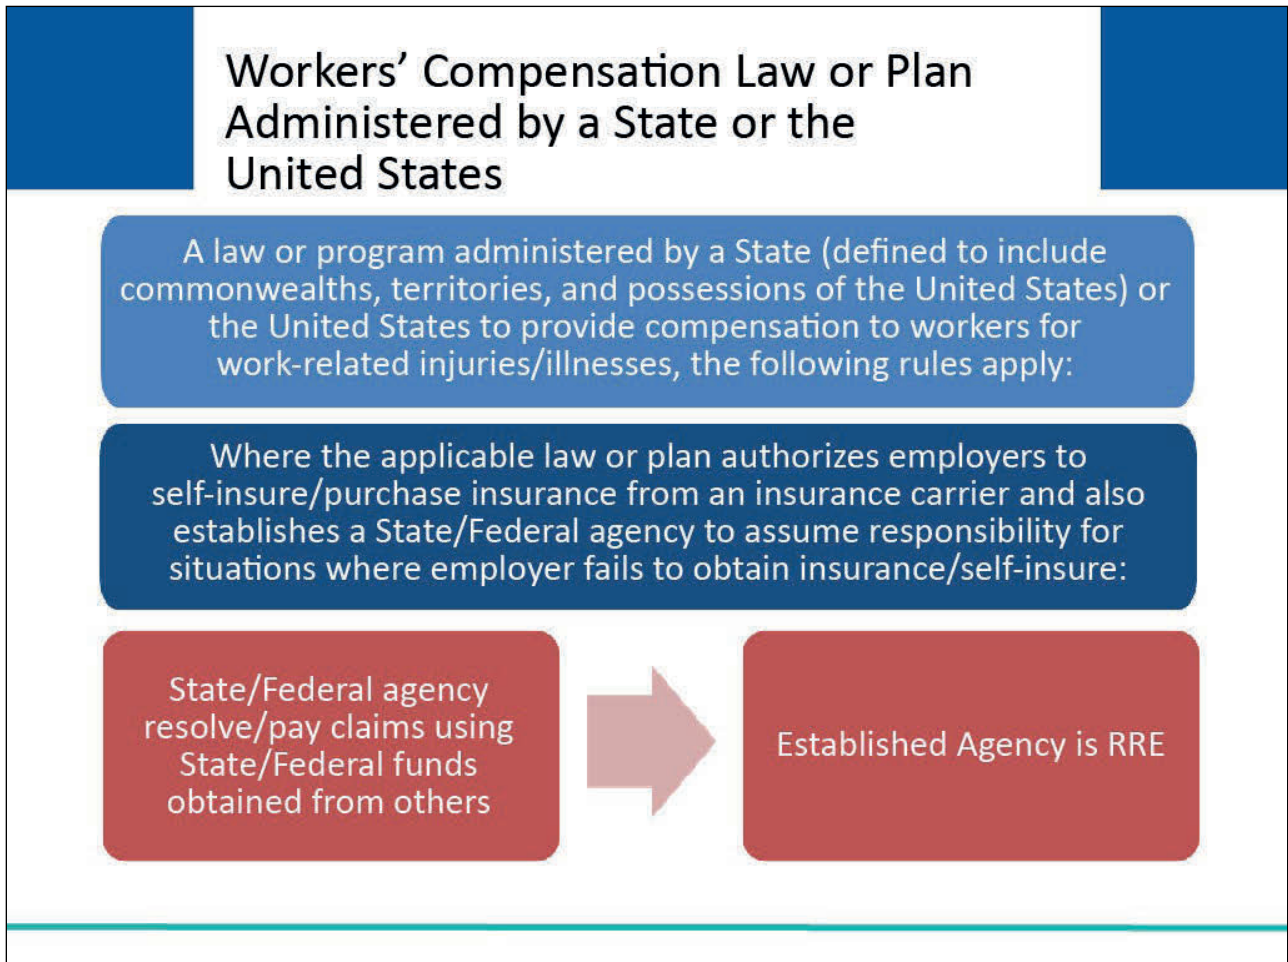 Workers’ Compensation Law or Plan
Administered by a State or the
United States
A law or program administered by a State (defined to include
commonwealths, territories, and possessions of the United States) or
the United States to provide compensation to workers for
work-related injuries/illnesses, the following rules apply:
Where the applicable law or plan authorizes employers to
self-insure/purchase insurance from an insurance carrier and also
establishes a State/Federal agency to assume responsibility for
situations where employer fails to obtain insurance/self-insure:
State/Federal agency
resolve/pay claims using
State/Federal funds
obtained from others
Established Agency is RRE